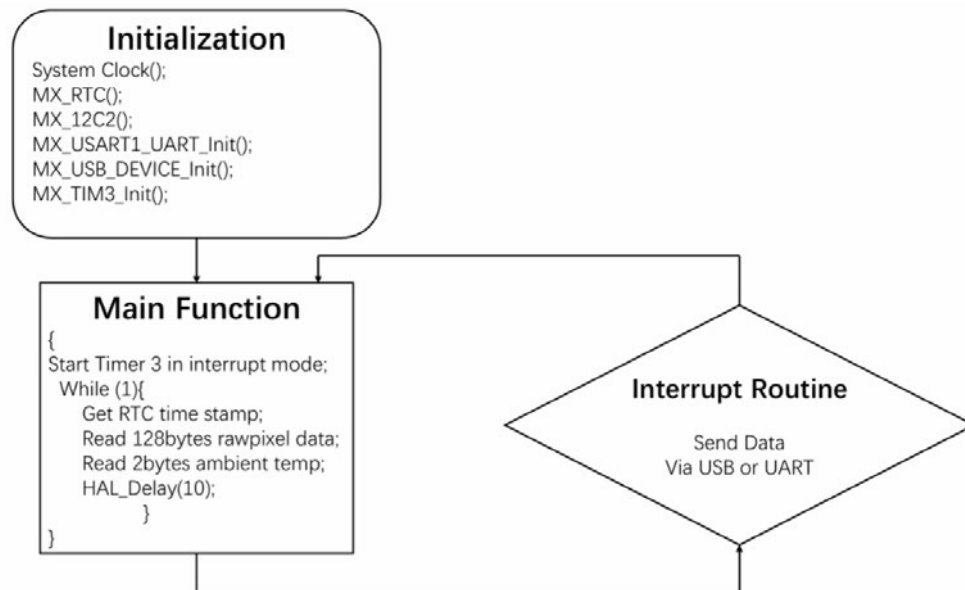 Initialization
System Clock();
MX_RTC();
MX_12C2();
MX_USART1_UART_Init();
MX_USB_DEVICE_Init();
MX_TIM3_Init();
Main Function
{
Start Timer 3 in interrupt mode;
While (1){
Get RTC time stamp;
Read 128bytes rawpixel data;
Read 2bytes ambient temp;
HAL_Delay(10);
}
}
Interrupt Routine
Send Data
Via USB or UART